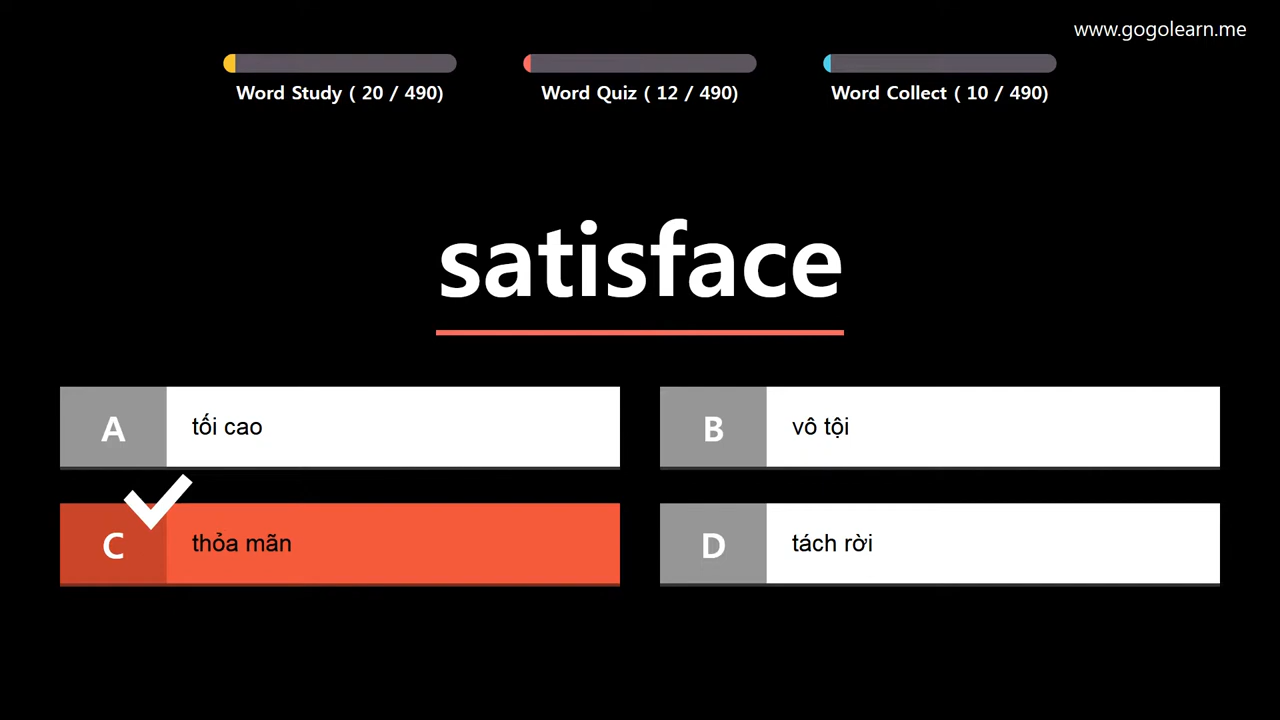 www.gogolearn.me
Word Study ( 20 / 490)
Word Quiz ( 12 / 490)
Word Collect ( 10 / 490)
satisface
A
tối cao
B
vô tội
C
thỏa mãn
D
tách rời